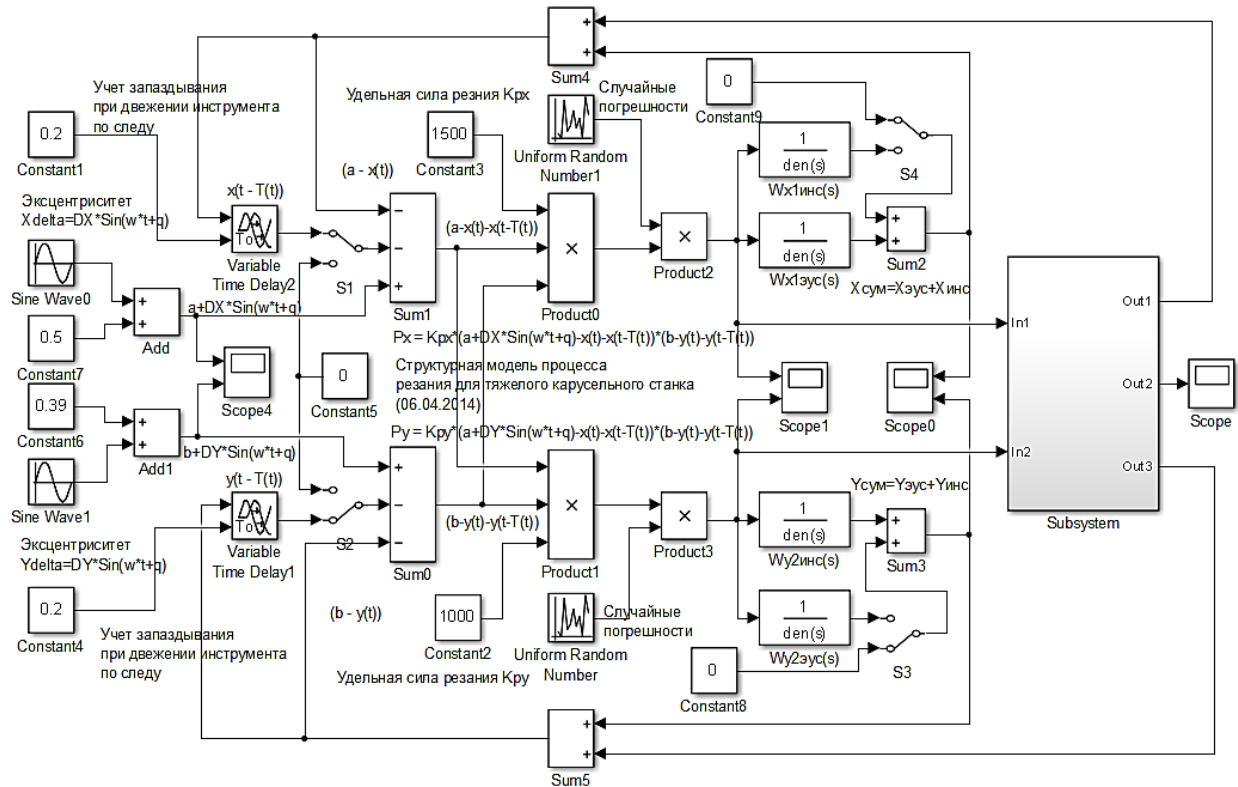 Sum4
+
+
Учет запаздывания
при двежении инструмента
по следу
0.2
Constant1
Удельная сила резния Kpx
1500
Constant3
Случайные
погрешности
Uniform Random
Number1
0
Constant9
1
den(s)
Wx1инс(s)
S4
Эксцентриситет
Xdelta=DX*Sin(w*t+q)
x(t - T(t))
To
Variable
Time Delay2
S1
(a - x(t))
−
−
+
Sum1
(a-x(t)-x(t-T(t))
×
Product0
×
Product2
1
den(s)
Wx1эус(s)
+
+
Sum2
Xсум=Xэус+Xинс
Sine Wave0
+
+
Add
a+DX*Sin(w*t+q)
0.5
Constant7
Scope4
0
Constant5
Px = Kpx*(a+DX*Sin(w*t+q)-x(t)-x(t-T(t))*(b-y(t)-y(t-T(t))
Структурная модель процесса
резания для тяжелого карусельного станка
(06.04.2014)
Py = Kpy*(a+DY*Sin(w*t+q)-x(t)-x(t-T(t))*(b-y(t)-y(t-T(t))
Scope1
Scope0
In1
In2
Out1
Out2
Out3
Subsystem
Scope
0.39
Constant6
+
+
Add1
b+DY*Sin(w*t+q)
Sine Wave1
y(t - T(t))
To
Variable
Time Delay1
S2
+
−
−
Sum0
(b-y(t)-y(t-T(t))
×
Product1
×
Product3
1
den(s)
Wy2инс(s)
Yсум=Yэус+Yинс
+
+
Sum3
Эксцентриситет
Ydelta=DY*Sin(w*t+q)
0.2
Constant4
Учет запаздывания
при двежении инструмента
по следу
(b - y(t))
1000
Constant2
Удельная сила резания Kpy
Случайные
погрешности
Uniform Random
Number
1
den(s)
Wy2эус(s)
S3
0
Constant8
+
+
Sum5